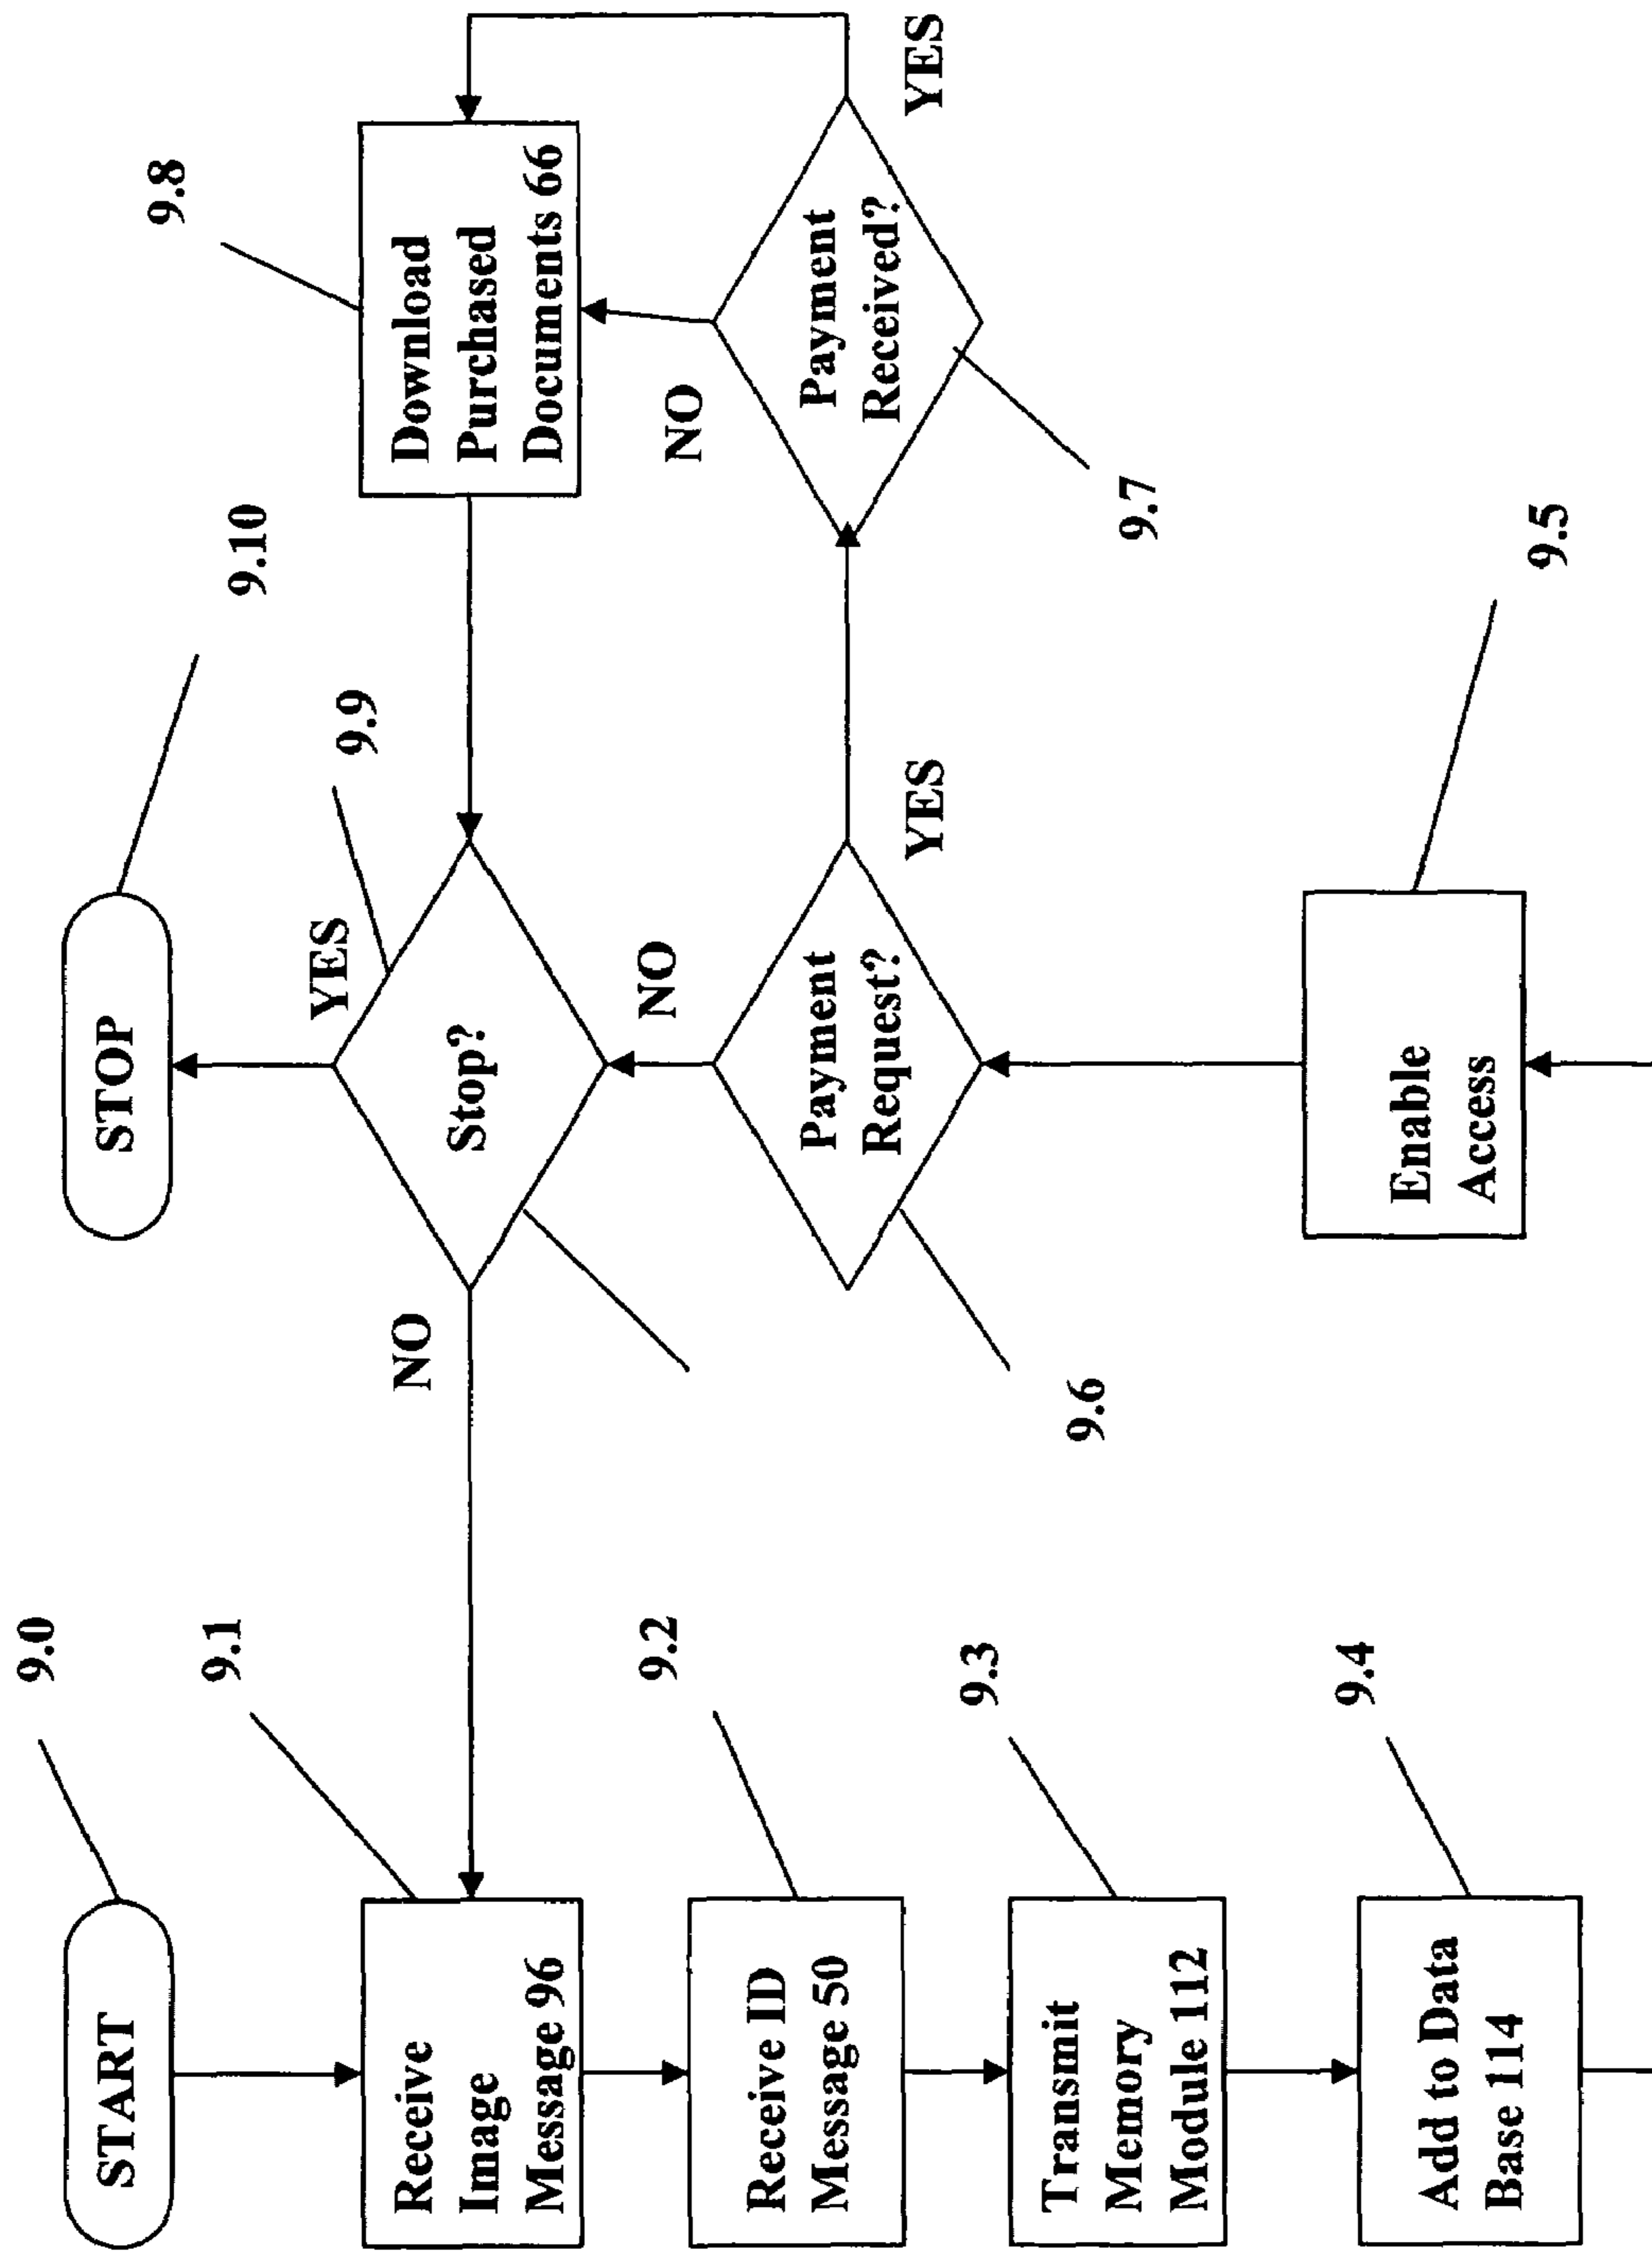 START
9.0
Receive
Image
Message 96
9.1
Receive ID
Message 50
9.2
Transmit
Memory
Module 112
9.3
Add to Data
Base 114
9.4
STOP
9.10
YES
9.9
Stop?
NO
NO
Payment
Request?
YES
9.6
Enable
Access
9.5
Download
Purchased
Documents 66
9.8
NO
Payment
Received?
YES
9.7